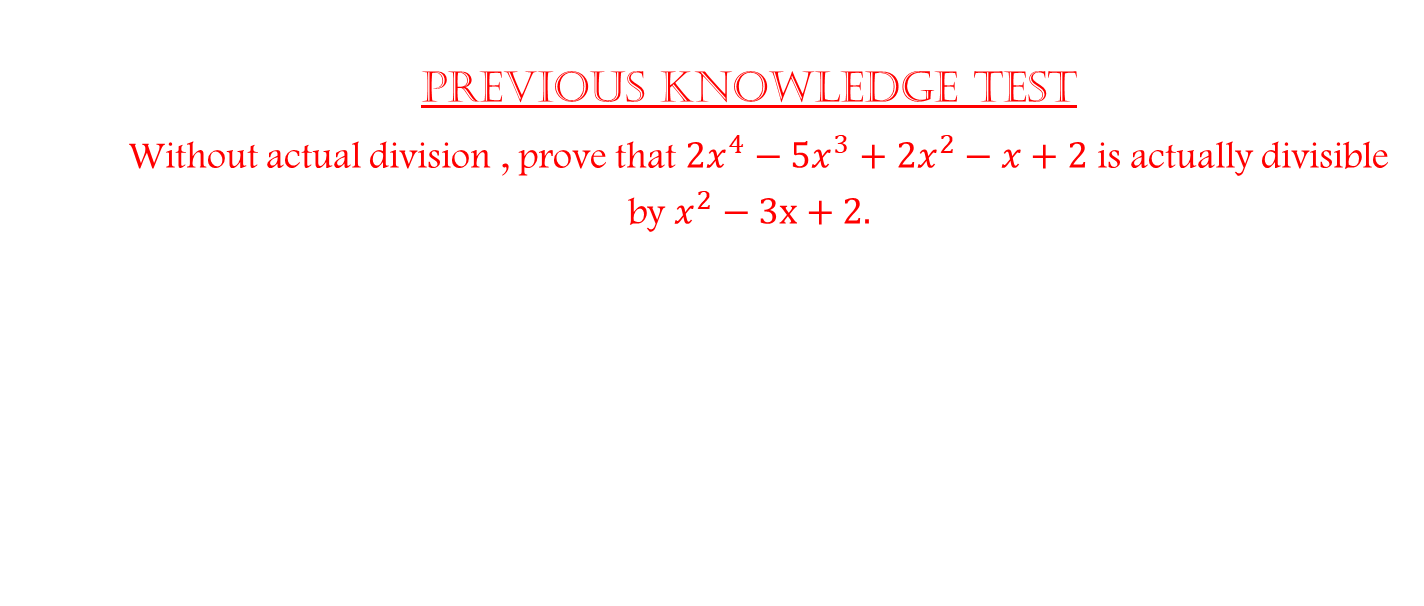 PREVIOUS KNOWLEDGE TEST
Without actual division , prove that 2𝑥⁴ − 5𝑥³ + 2𝑥² − 𝑥 + 2 is actually divisible
by 𝑥² − 3x + 2.